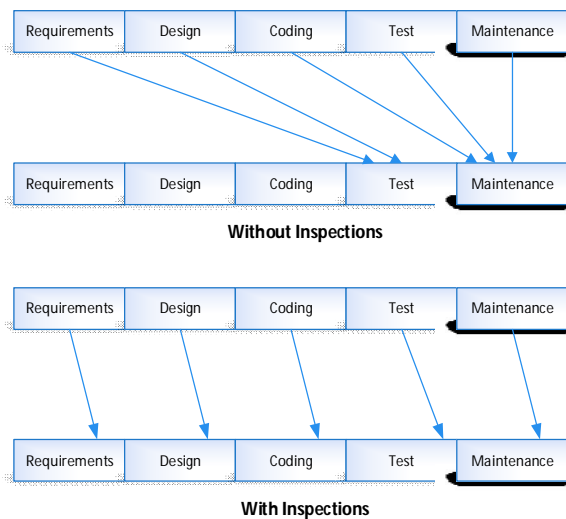 Requirements Design Coding Test Maintenance
Requirements Design Coding Test Maintenance
Without Inspections
Requirements Design Coding Test Maintenance
Requirements Design Coding Test Maintenance
With Inspections